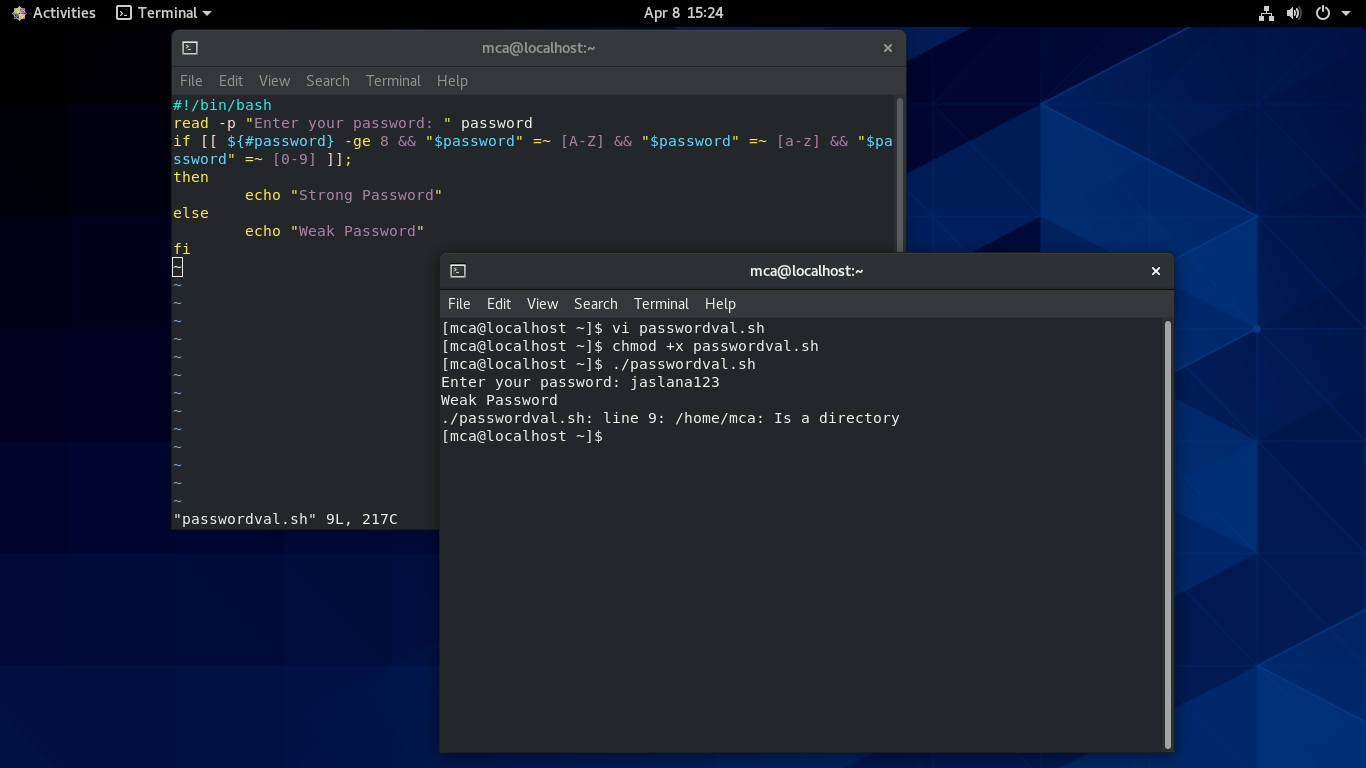 Activities Terminal Apr 8 15:24
mca@localhost:~
File Edit View Search Terminal Help
#!/bin/bash
read -p "Enter your password: " password
if [[ ${#password} -ge 8 && "$password" =~ [A-Z] && "$password" =~ [a-z] && "$pa
ssword" =~ [0-9] ]];
then
        echo "Strong Password"
else
        echo "Weak Password"
fi
~
~
~
~
~
~
~
~
~
~
~
~
~
~
"passwordval.sh" 9L, 217C
mca@localhost:~
File Edit View Search Terminal Help
[mca@localhost ~]$ vi passwordval.sh
[mca@localhost ~]$ chmod +x passwordval.sh
[mca@localhost ~]$ ./passwordval.sh
Enter your password: jaslana123
Weak Password
./passwordval.sh: line 9: /home/mca: Is a directory
[mca@localhost ~]$